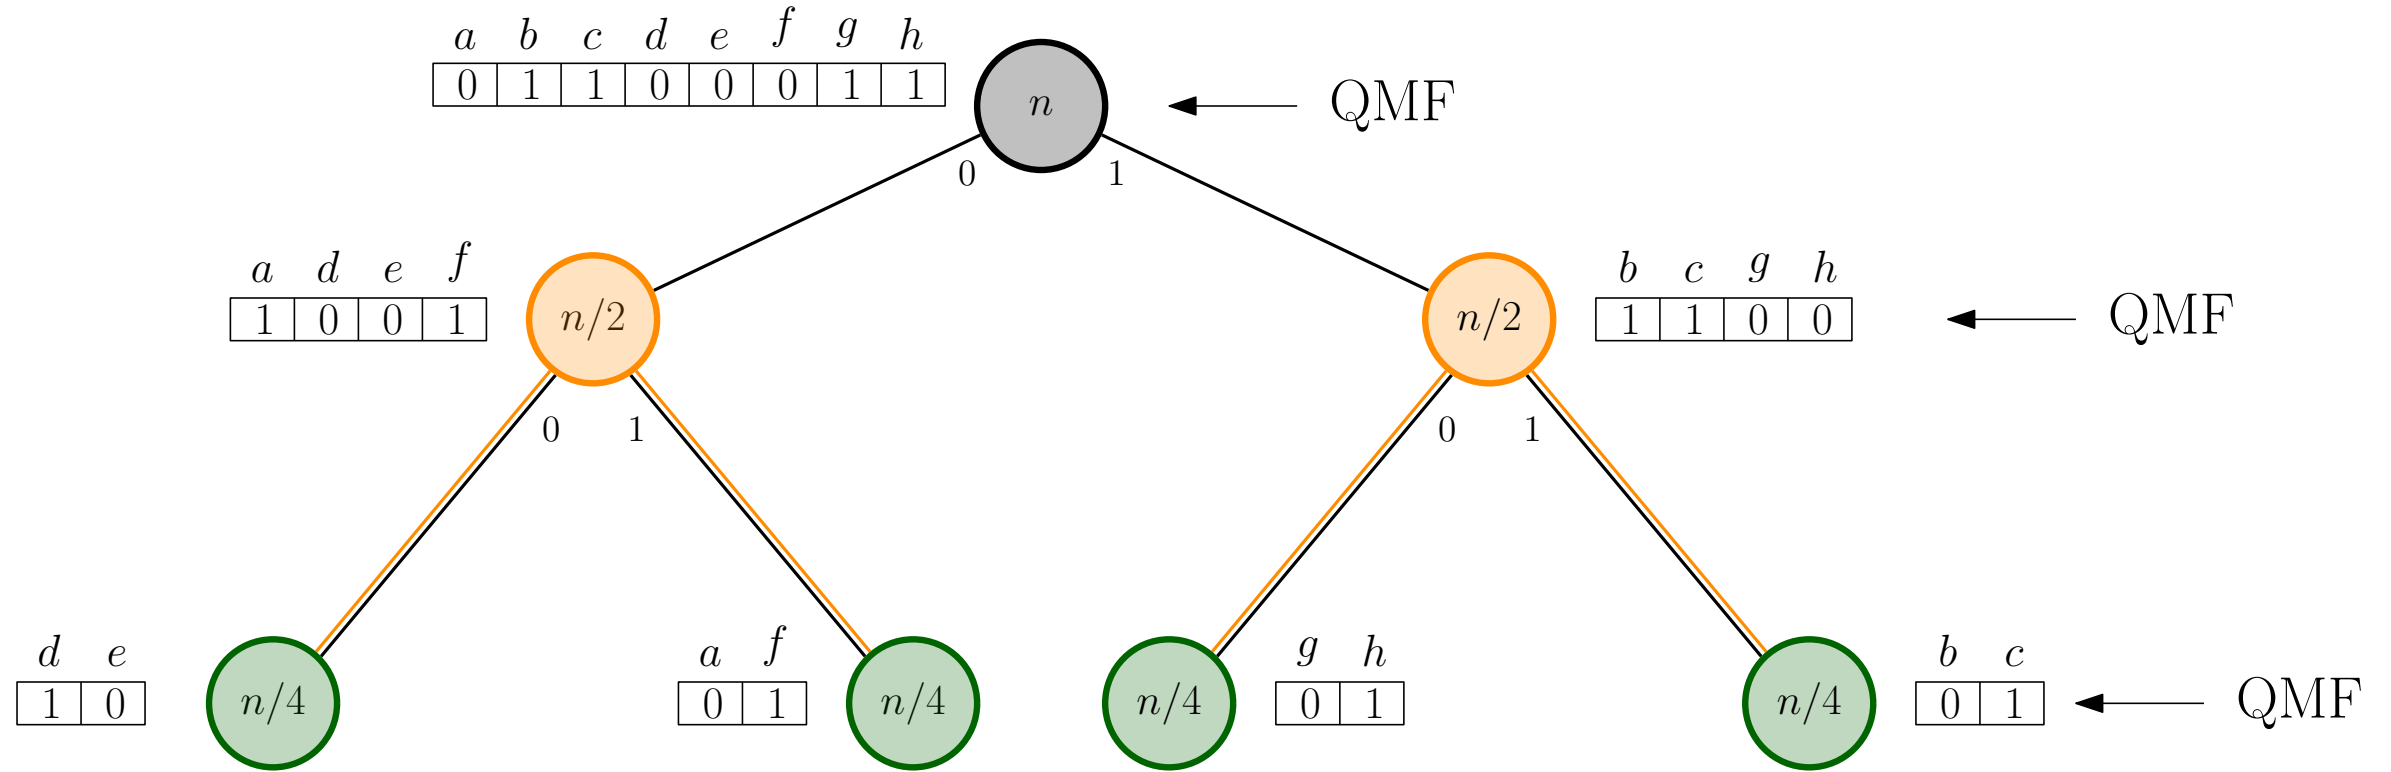 a b c d e f g h
0 1 1 0 0 0 1 1
n
QMF
0 1
a d e f
1 0 0 1
n/2
n/2
b c g h
1 1 0 0
QMF
0 1
0 1
d e
1 0
n/4
a f
0 1
n/4
n/4
g h
0 1
n/4
b c
0 1
QMF